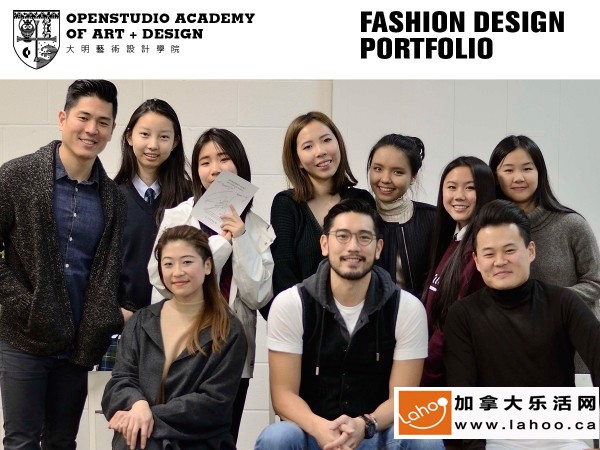 OPENSTUDIO ACADEMY
OF ART + DESIGN
大明藝術設計學院
FASHION DESIGN
PORTFOLIO
Lahoo
加拿大乐活网
www.lahoo.ca